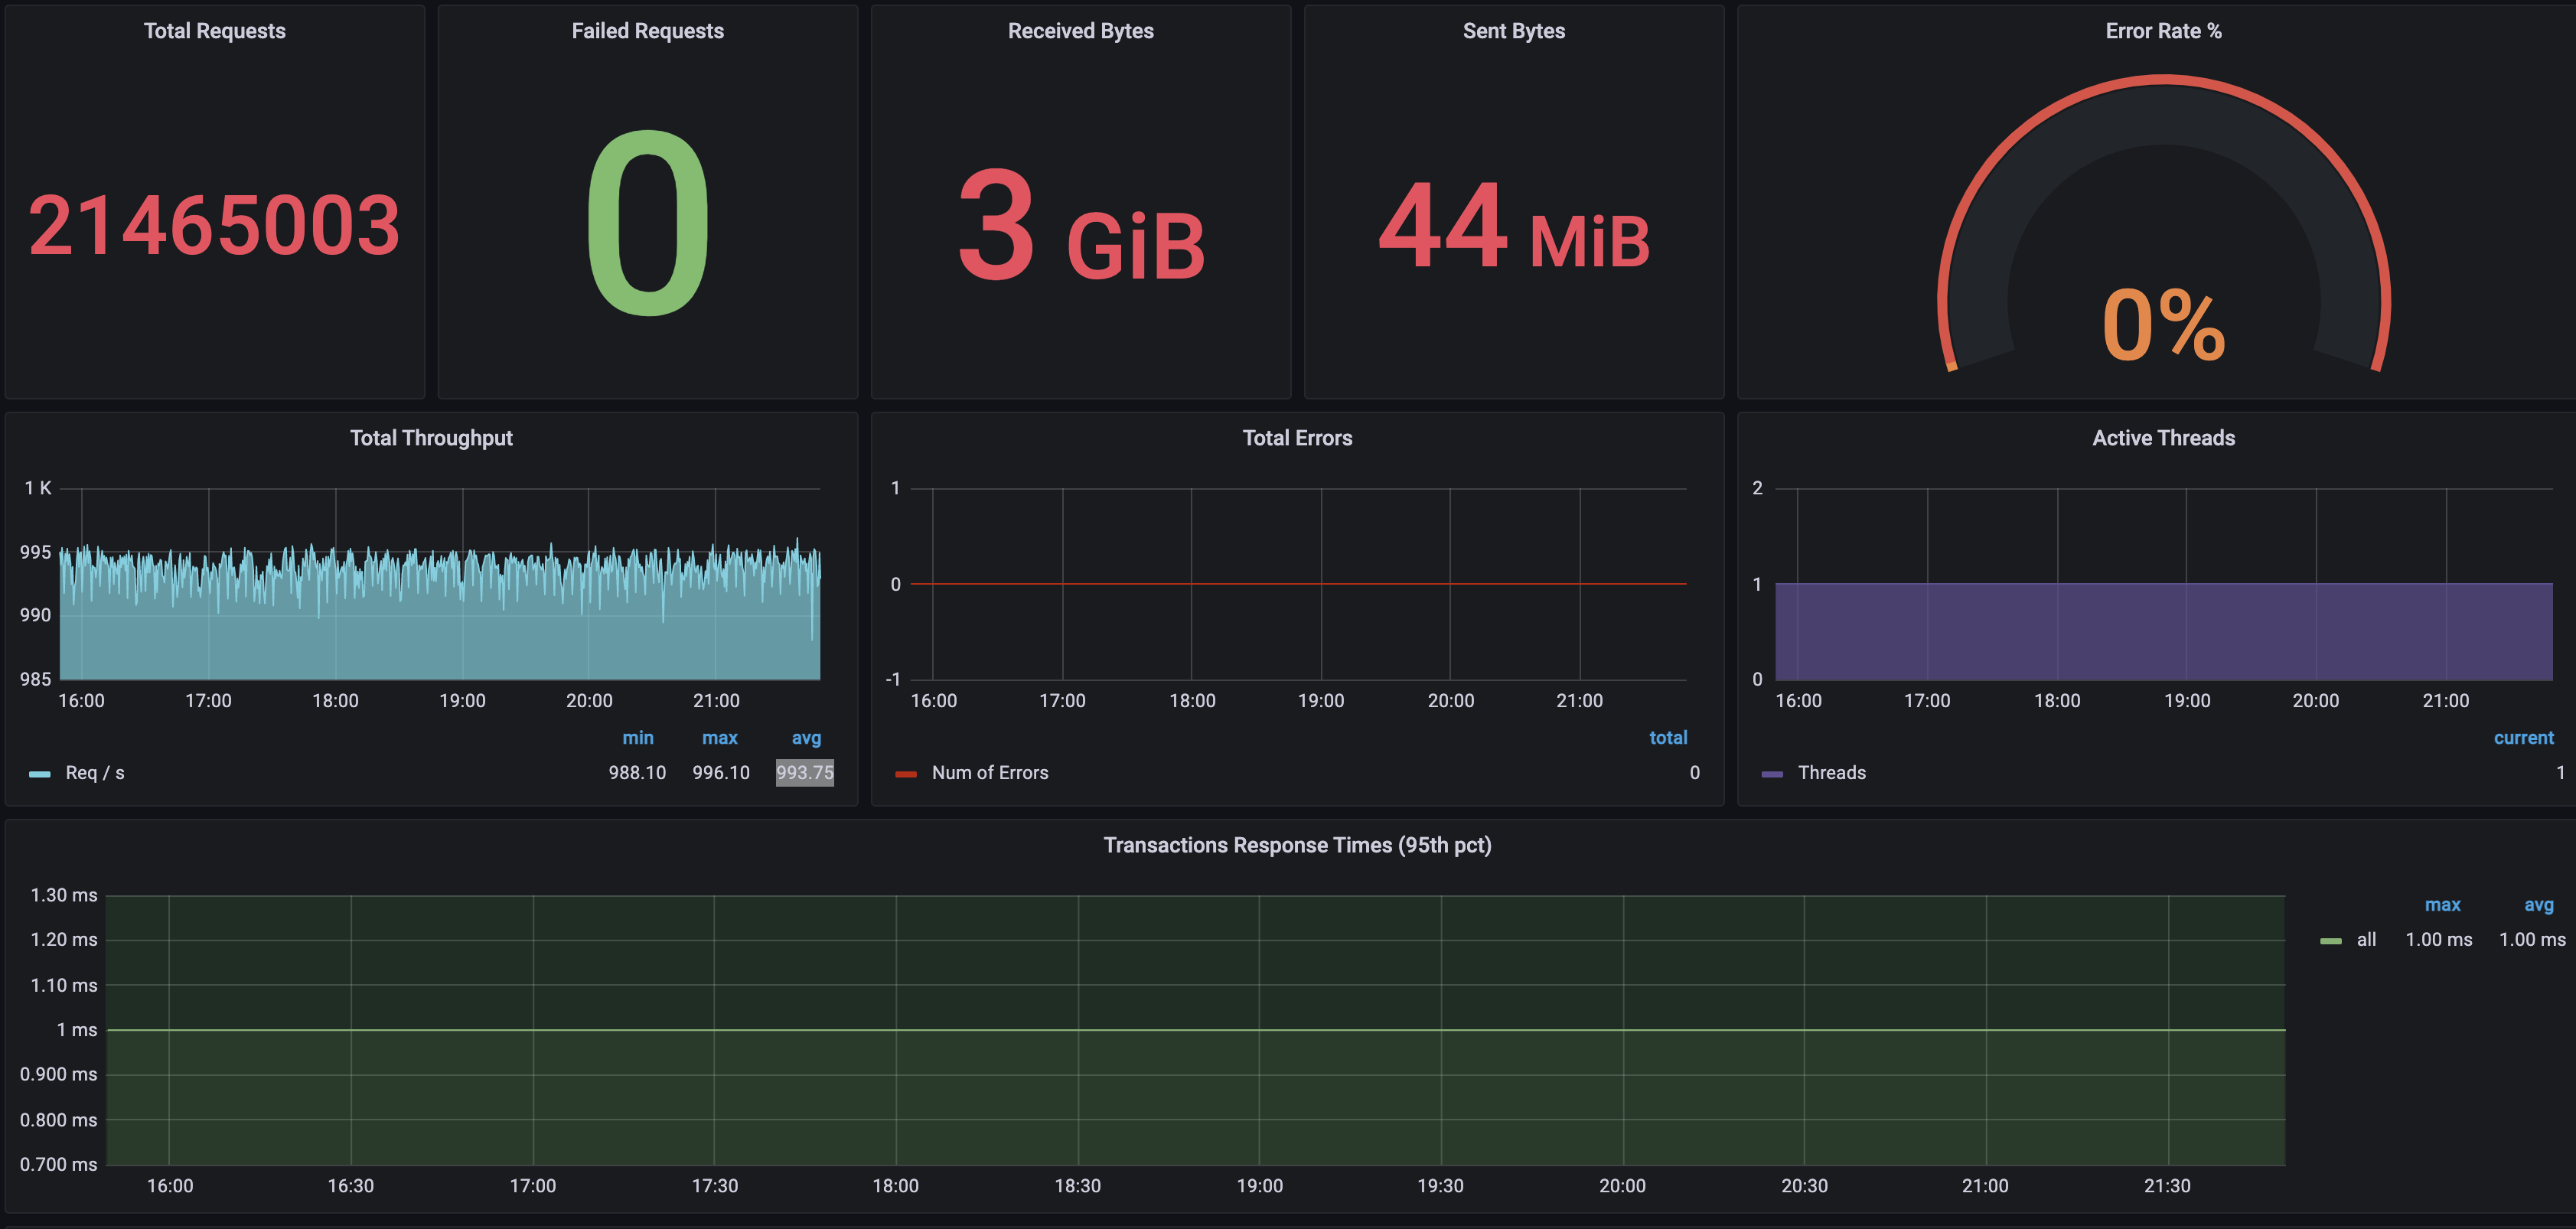 Total Requests
Failed Requests
Received Bytes
Sent Bytes
Error Rate %
21465003
0
3 GiB
44 MiB
0%
Total Throughput
1 K
995
990
985
16:00 17:00 18:00 19:00 20:00 21:00
min max avg
Req / s 988.10 996.10 993.75
Total Errors
1
0
-1
16:00 17:00 18:00 19:00 20:00 21:00
total
Num of Errors 0
Active Threads
2
1
0
16:00 17:00 18:00 19:00 20:00 21:00
current
Threads 1
Transactions Response Times (95th pct)
1.30 ms
1.20 ms
1.10 ms
1 ms
0.900 ms
0.800 ms
0.700 ms
16:00 16:30 17:00 17:30 18:00 18:30 19:00 19:30 20:00 20:30 21:00 21:30
max avg
all 1.00 ms 1.00 ms